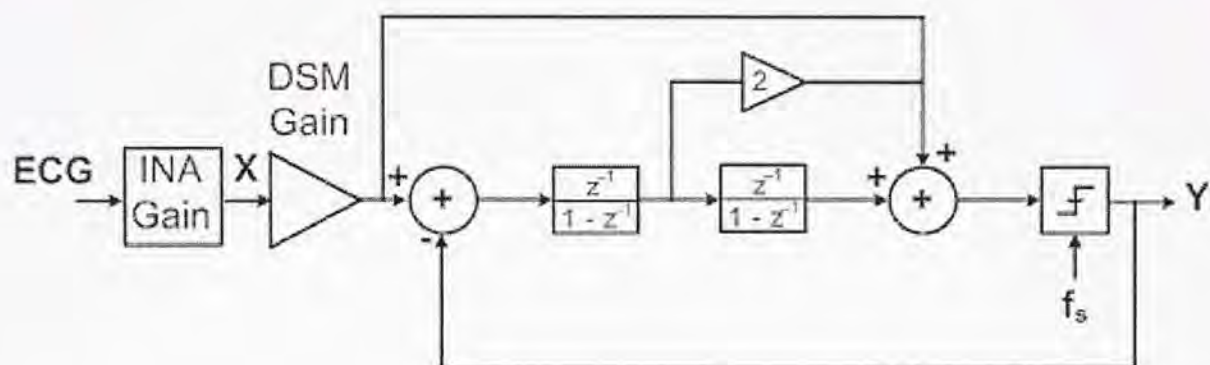 DSM
Gain
2
ECG
INA
Gain
X
+
+
-
z⁻¹
1 - z⁻¹
z⁻¹
1 - z⁻¹
+
+
+
Y
fₛ